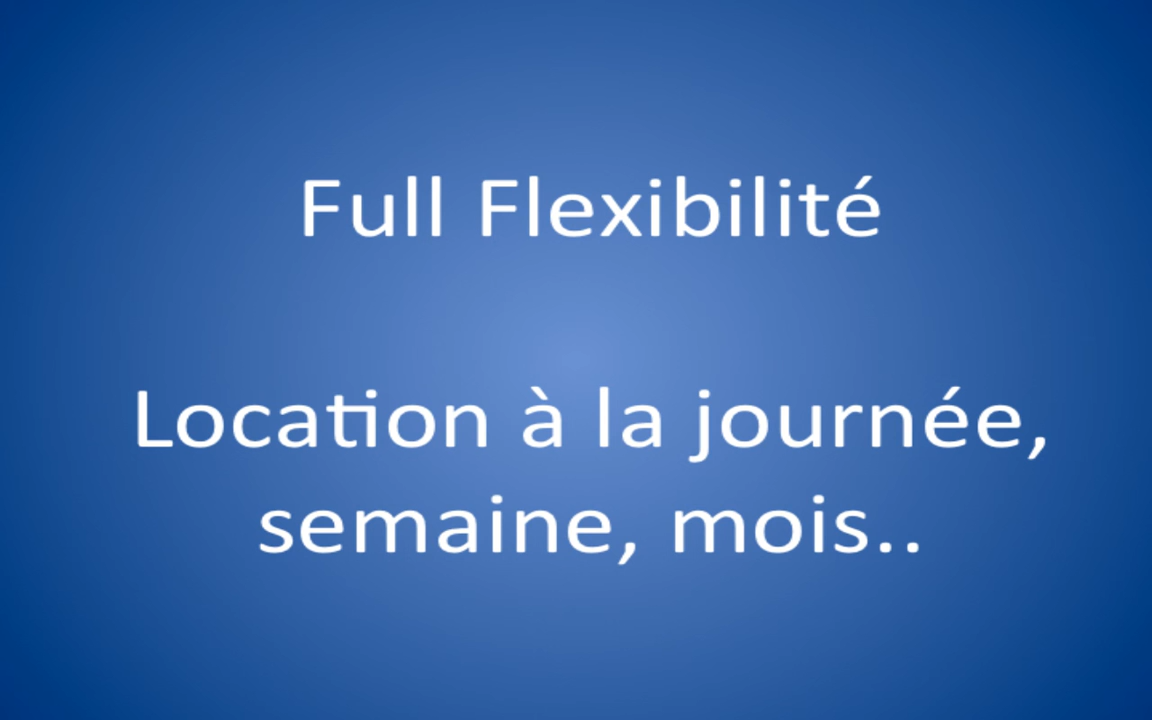 Full Flexibilité
Location à la journée,
semaine, mois..